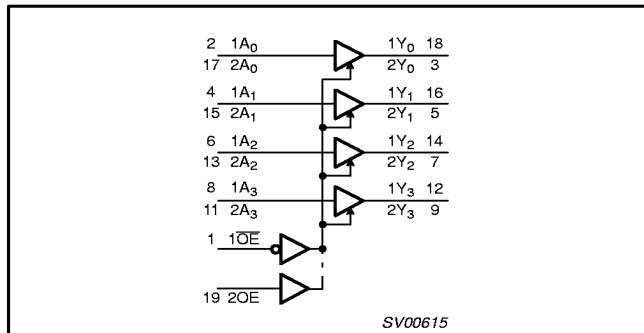 2 1A₀ 1Y₀ 18
17 2A₀ 2Y₀ 3
4 1A₁ 1Y₁ 16
15 2A₁ 2Y₁ 5
6 1A₂ 1Y₂ 14
13 2A₂ 2Y₂ 7
8 1A₃ 1Y₃ 12
11 2A₃ 2Y₃ 9
1 1O̅E̅
19 2OE
SV00615